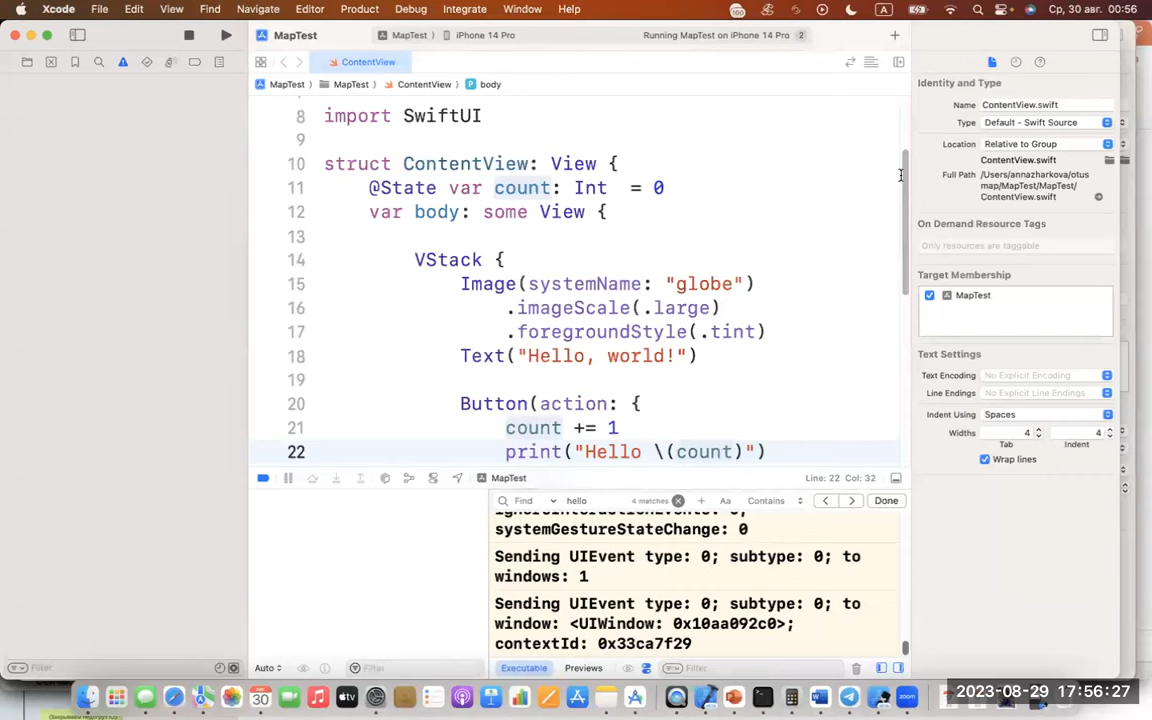 Xcode File Edit View Find Navigate Editor Product Debug Integrate Window Help A Ср, 30 авг. 00:56
MapTest MapTest iPhone 14 Pro Running MapTest on iPhone 14 Pro 2
ContentView
MapTest MapTest ContentView body
8 import SwiftUI
9
10 struct ContentView: View {
11 @State var count: Int = 0
12 var body: some View {
13
14 VStack {
15 Image(systemName: "globe")
16 .imageScale(.large)
17 .foregroundStyle(.tint)
18 Text("Hello, world!")
19
20 Button(action: {
21 count += 1
22 print("Hello \(count)")
MapTest Line: 22 Col: 32
Find hello 4 matches Aa Contains Done
systemGestureStateChange: 0
Sending UIEvent type: 0; subtype: 0; to
windows: 1
Sending UIEvent type: 0; subtype: 0; to
window: <UIWindow: 0x10aa092c0>;
contextId: 0x33ca7f29
Filter Auto Filter Executable Previews Filter
Identity and Type
Name ContentView.swift
Type Default - Swift Source
Location Relative to Group
ContentView.swift
Full Path /Users/annazharkova/otus
map/MapTest/MapTest/
ContentView.swift
On Demand Resource Tags
Only resources are taggable
Target Membership
MapTest
Text Settings
Text Encoding No Explicit Encoding
Line Endings No Explicit Line Endings
Indent Using Spaces
Widths 4 4
Tab Indent
Wrap lines
2023-08-29 17:56:27